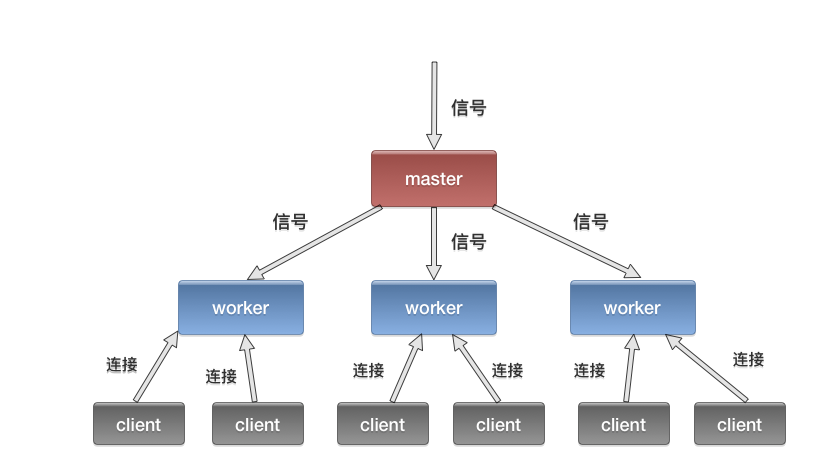 信号
master
信号
信号
信号
worker
worker
worker
连接
连接
连接
连接
连接
连接
client
client
client
client
client
client